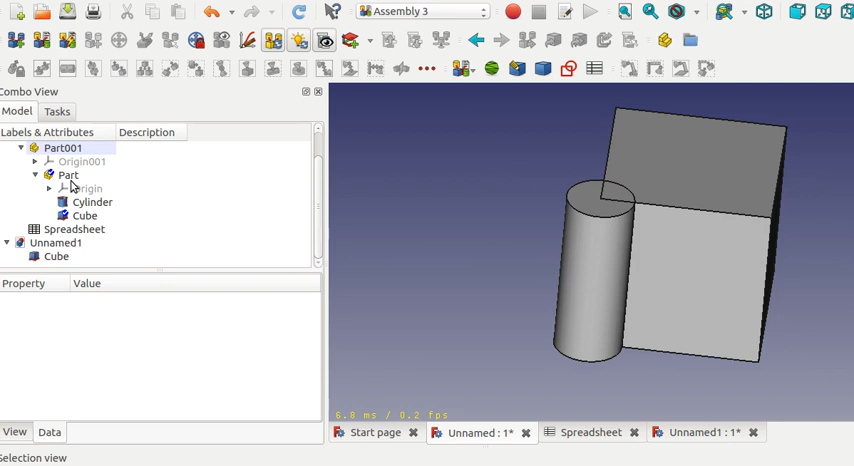 Assembly 3
Combo View
Model Tasks
Labels & Attributes Description
Part001
Origin001
Part
Origin
Cylinder
Cube
Spreadsheet
Unnamed1
Cube
Property Value
6.8 ms / 0.2 fps
View Data
Start page Unnamed : 1* Spreadsheet Unnamed1 : 1*
Selection view